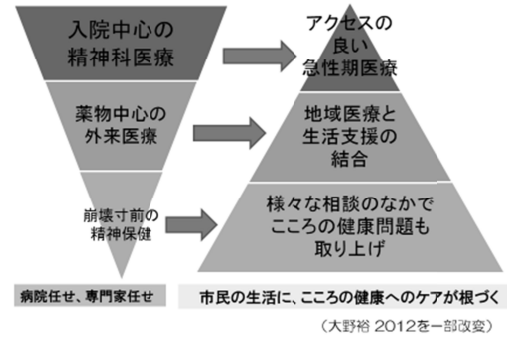 入院中心の
精神科医療
アクセスの
良い
急性期医療
薬物中心の
外来医療
地域医療と
生活支援の
結合
崩壊寸前の
精神保健
様々な相談のなかで
こころの健康問題も
取り上げ
病院任せ、専門家任せ
市民の生活に、こころの健康へのケアが根づく
（大野裕 2012を一部改変）